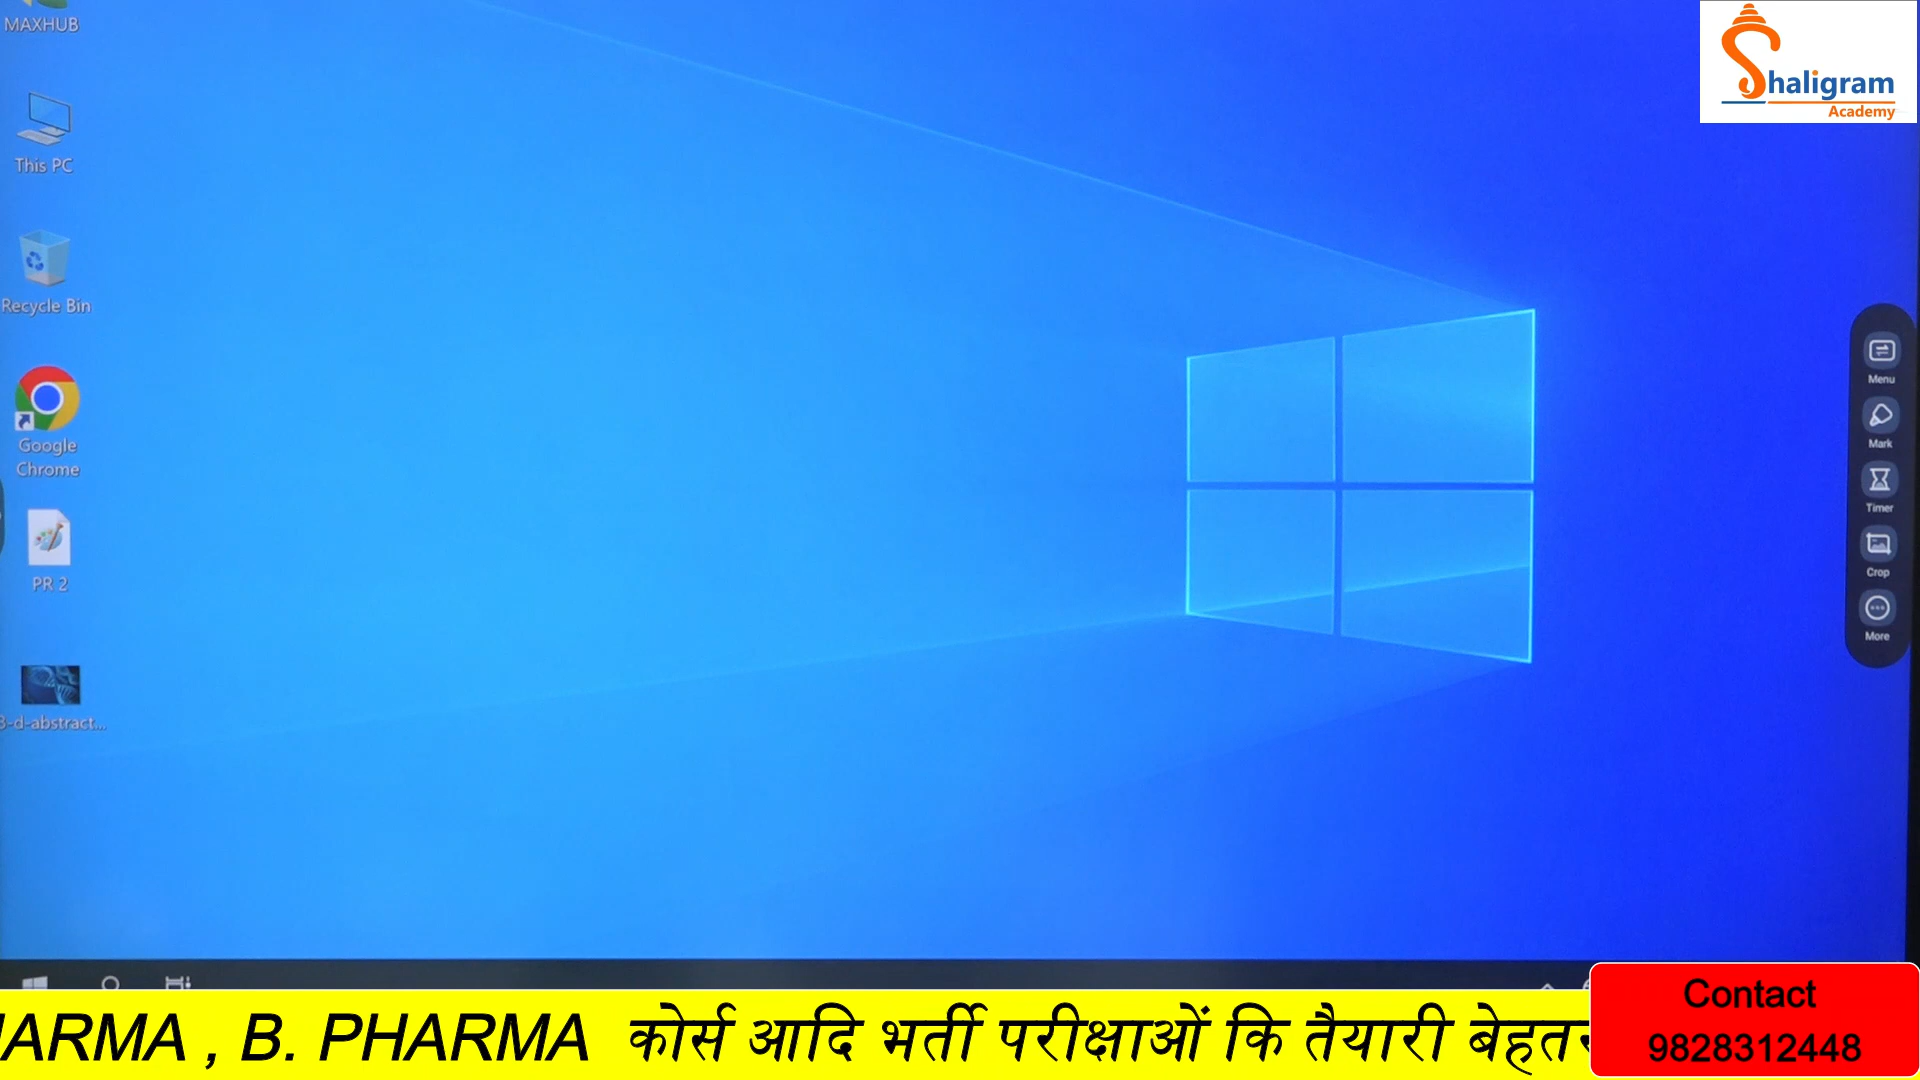 MAXHUB
This PC
Recycle Bin
Google
Chrome
PR 2
3-d-abstract...
Shaligram
Academy
Menu
Mark
Timer
Crop
More
ARMA , B. PHARMA कोर्स आदि भर्ती परीक्षाओं कि तैयारी
Contact
9828312448